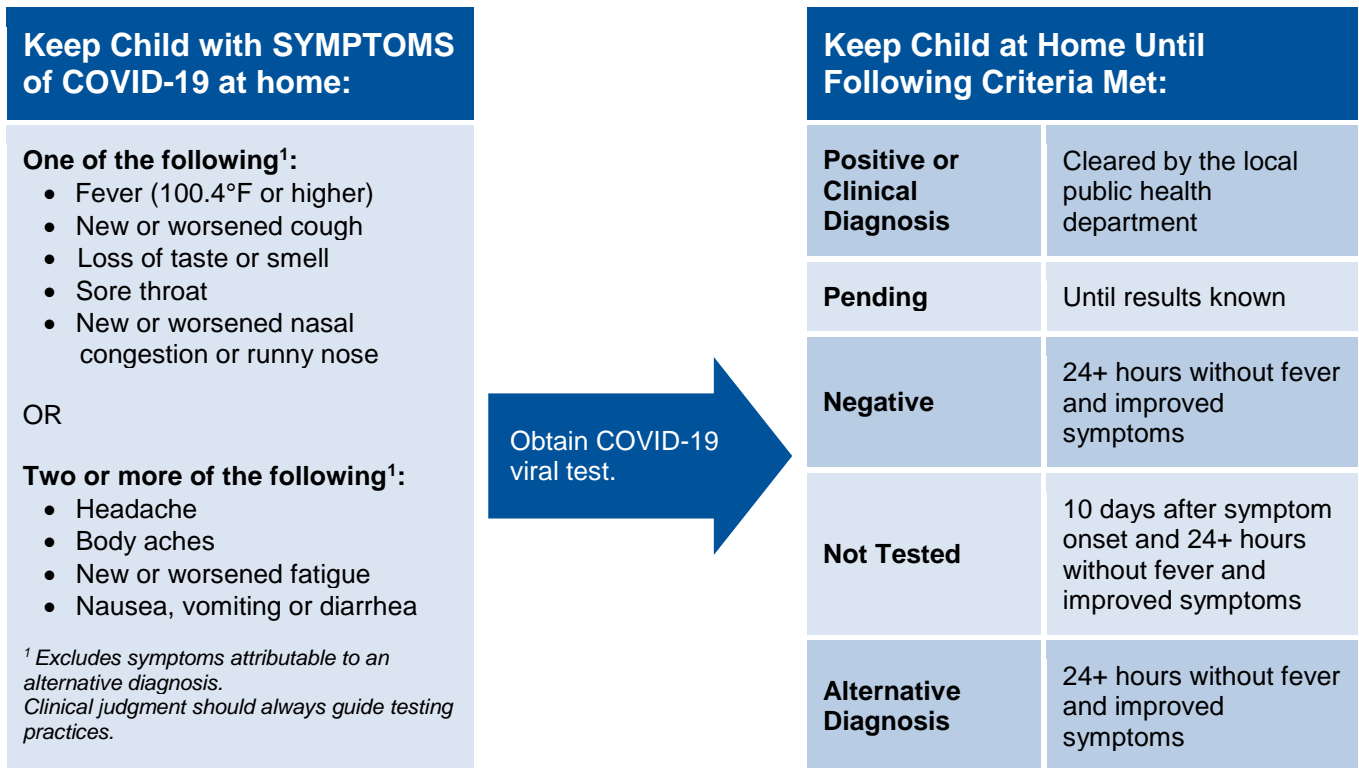 Keep Child with SYMPTOMS
of COVID-19 at home:
One of the following1:
• Fever (100.4°F or higher)
• New or worsened cough
• Loss of taste or smell
• Sore throat
• New or worsened nasal
congestion or runny nose
OR
Two or more of the following1:
• Headache
• Body aches
• New or worsened fatigue
• Nausea, vomiting or diarrhea
1 Excludes symptoms attributable to an
alternative diagnosis.
Clinical judgment should always guide testing
practices.
Obtain COVID-19
viral test.
Keep Child at Home Until
Following Criteria Met:
Positive or
Clinical
Diagnosis
Cleared by the local
public health
department
Pending
Until results known
Negative
24+ hours without fever
and improved
symptoms
Not Tested
10 days after symptom
onset and 24+ hours
without fever and
improved symptoms
Alternative
Diagnosis
24+ hours without fever
and improved
symptoms